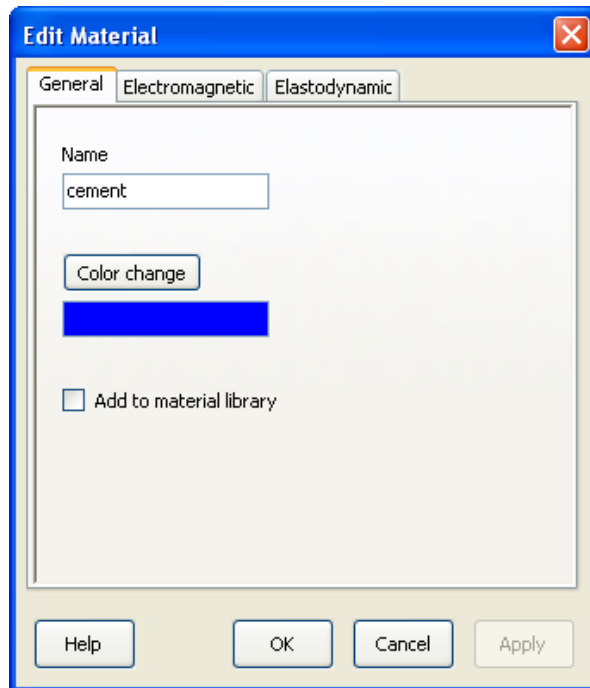 Edit Material
General Electromagnetic Elastodynamic
Name
cement
Color change
Add to material library
Help OK Cancel Apply